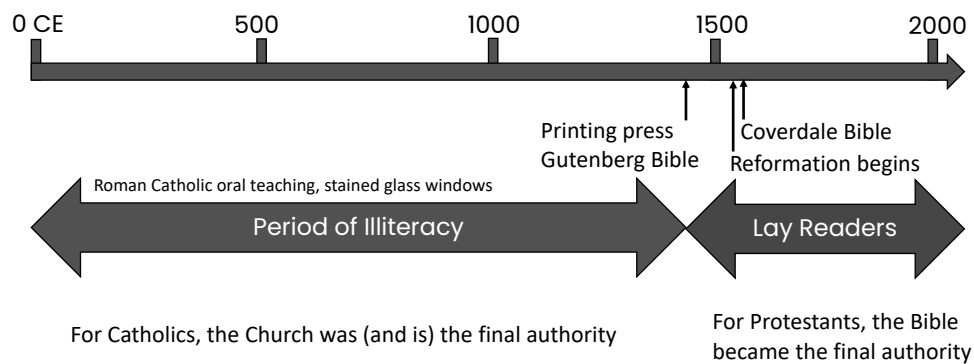 0 CE 500 1000 1500 2000
Printing press
Gutenberg Bible
Coverdale Bible
Reformation begins
Roman Catholic oral teaching, stained glass windows
Period of Illiteracy
Lay Readers
For Catholics, the Church was (and is) the final authority
For Protestants, the Bible
became the final authority